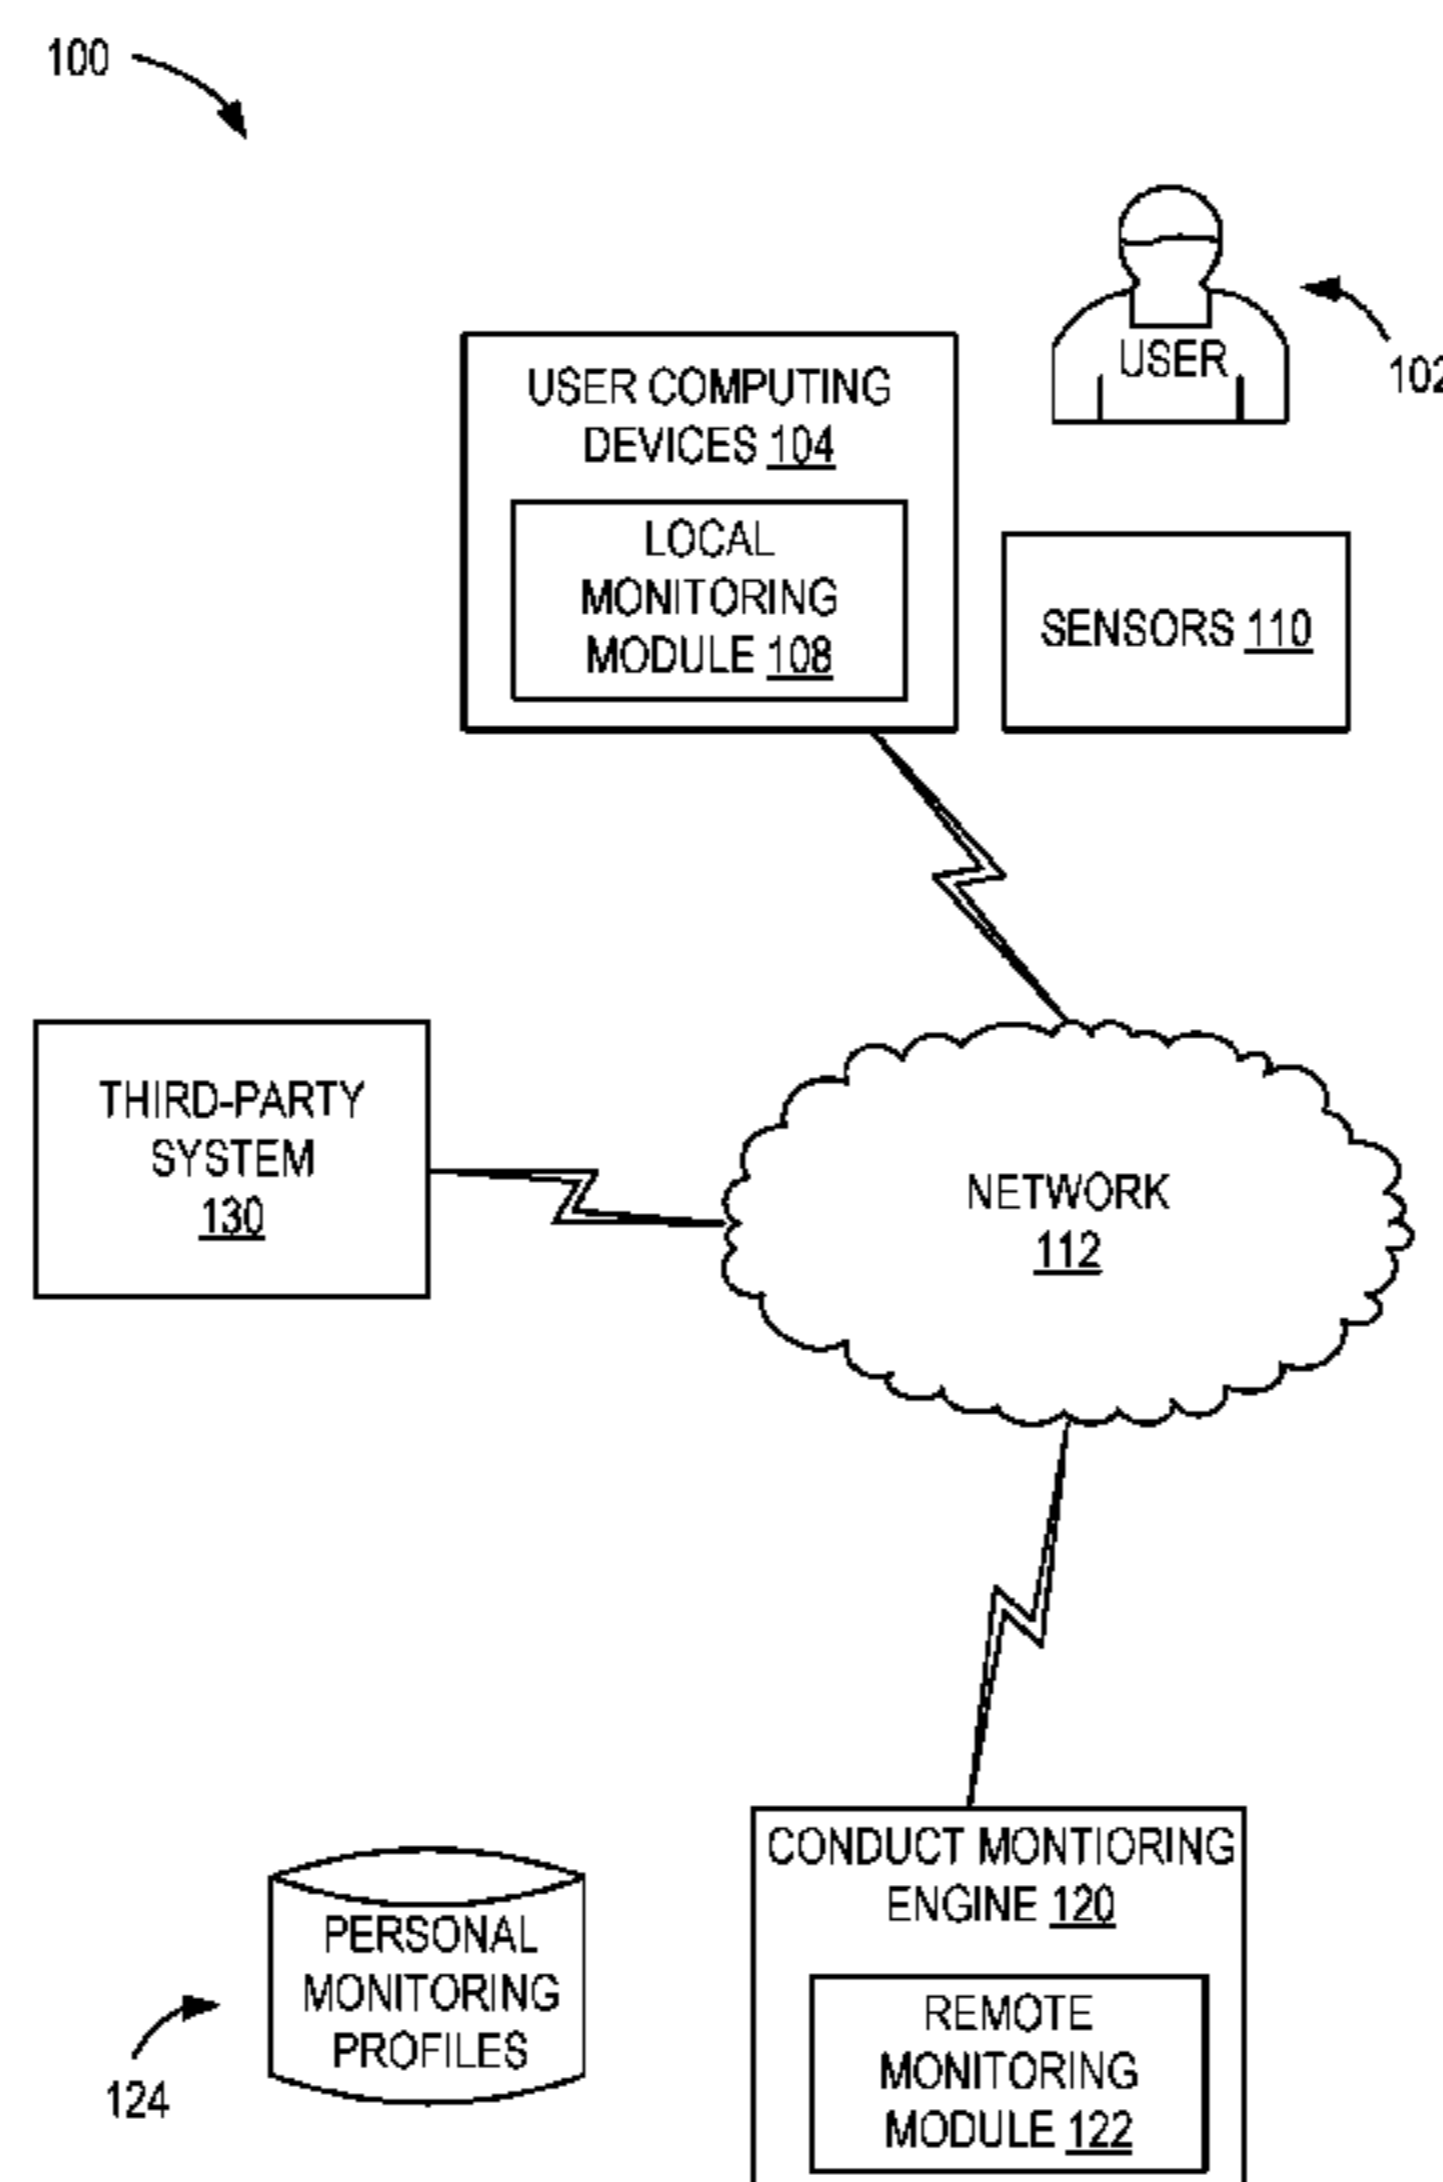 100
USER
102
USER COMPUTING
DEVICES 104
LOCAL
MONITORING
MODULE 108
SENSORS 110
THIRD-PARTY
SYSTEM
130
NETWORK
112
CONDUCT MONTIORING
ENGINE 120
PERSONAL
MONITORING
PROFILES
124
REMOTE
MONITORING
MODULE 122